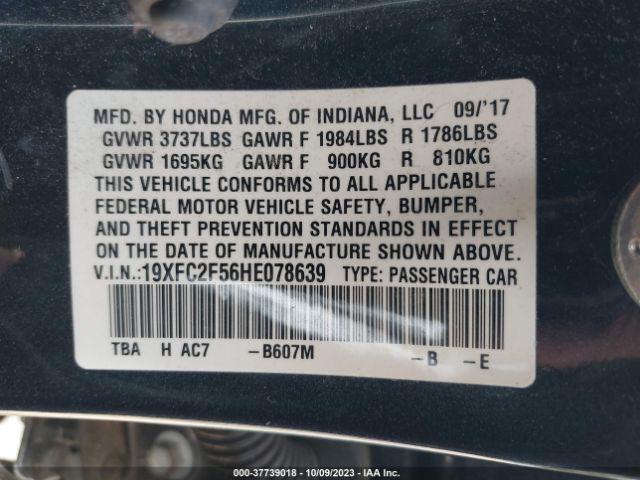 MFD. BY HONDA MFG. OF INDIANA, LLC 09/'17
GVWR 3737LBS GAWR F 1984LBS R 1786LBS
GVWR 1695KG GAWR F 900KG R 810KG
THIS VEHICLE CONFORMS TO ALL APPLICABLE
FEDERAL MOTOR VEHICLE SAFETY, BUMPER,
AND THEFT PREVENTION STANDARDS IN EFFECT
ON THE DATE OF MANUFACTURE SHOWN ABOVE.
V.I.N.:19XFC2F56HE078639 TYPE: PASSENGER CAR
TBA H AC7 -B607M -B -E
000-37739018 | 10/09/2023 | IAA Inc.